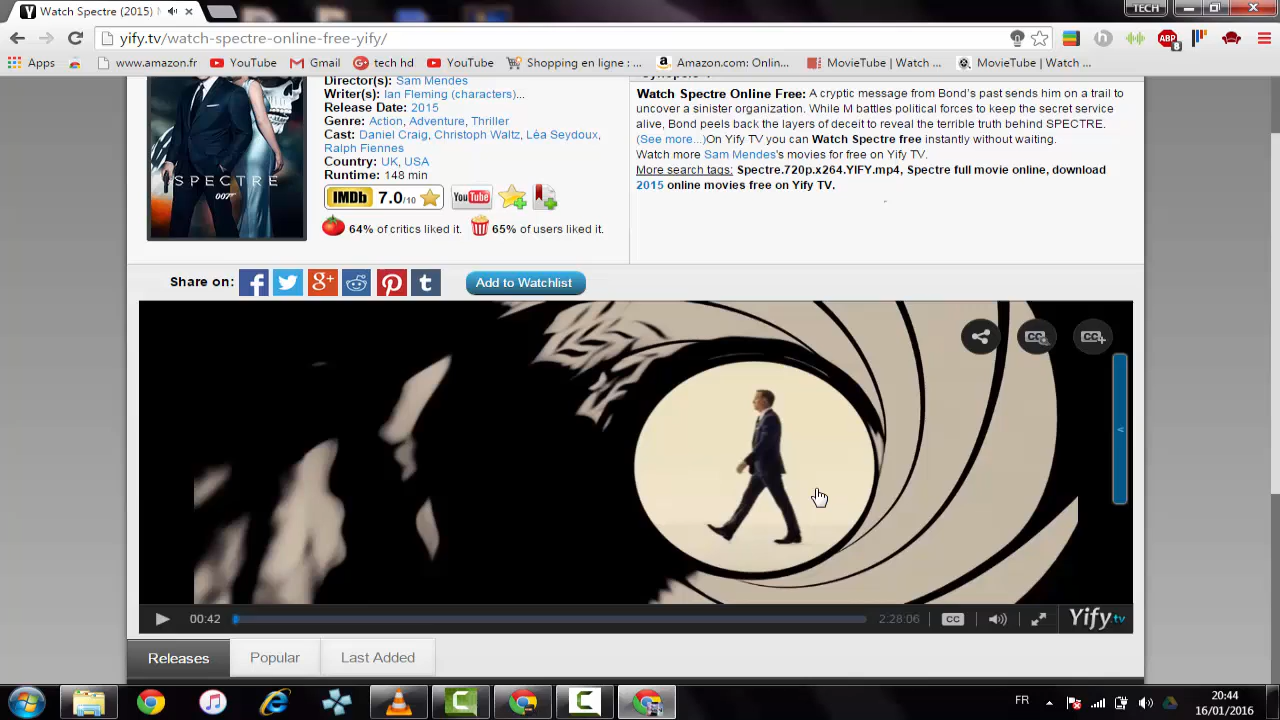 Watch Spectre (2015)
TECH
yify.tv/watch-spectre-online-free-yify/
ABP
Apps
www.amazon.fr
YouTube
Gmail
tech hd
YouTube
Shopping en ligne : ...
Amazon.com: Onlin...
MovieTube | Watch ...
MovieTube | Watch ...
SPECTRE
007
Director(s): Sam Mendes
Writer(s): Ian Fleming (characters)...
Release Date: 2015
Genre: Action, Adventure, Thriller
Cast: Daniel Craig, Christoph Waltz, Léa Seydoux,
Ralph Fiennes
Country: UK, USA
Runtime: 148 min
IMDb 7.0/10
YouTube
64% of critics liked it.
65% of users liked it.
Watch Spectre Online Free: A cryptic message from Bond's past sends him on a trail to
uncover a sinister organization. While M battles political forces to keep the secret service
alive, Bond peels back the layers of deceit to reveal the terrible truth behind SPECTRE.
(See more...)On Yify TV you can Watch Spectre free instantly without waiting.
Watch more Sam Mendes's movies for free on Yify TV.
More search tags: Spectre.720p.x264.YIFY.mp4, Spectre full movie online, download
2015 online movies free on Yify TV.
Share on:
Add to Watchlist
CC
CC+
<
00:42
2:28:06
CC
Yify.tv
Releases
Popular
Last Added
FR
20:44
16/01/2016